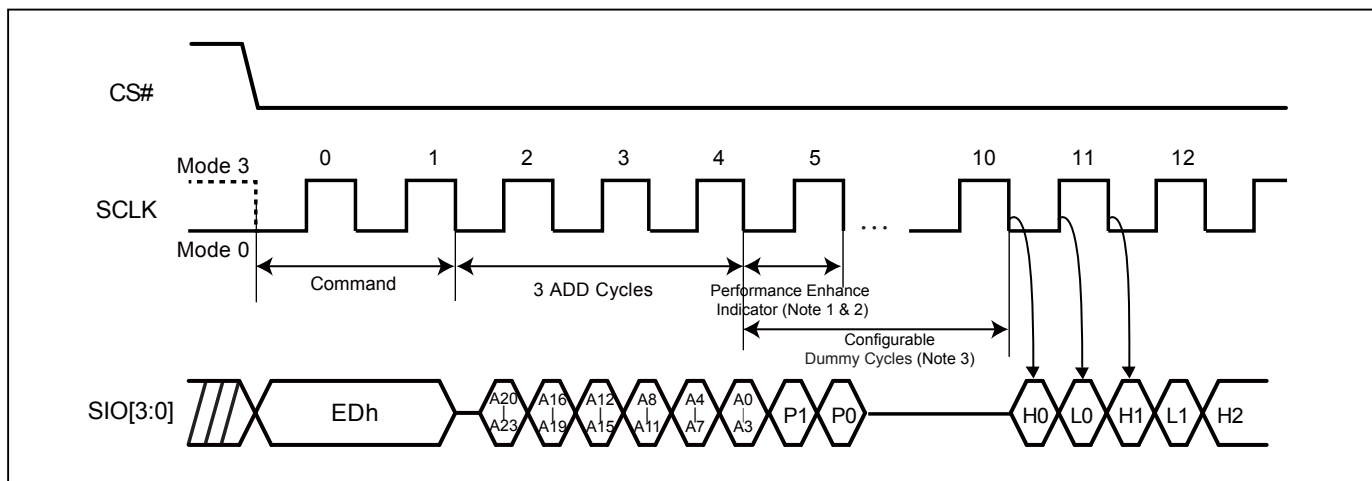 CS#
0 1 2 3 4 5 10 11 12
Mode 3
SCLK
...
Mode 0
Command
3 ADD Cycles
Performance Enhance
Indicator (Note 1 & 2)
Configurable
Dummy Cycles (Note 3)
SIO[3:0]
EDh
A20 | A23
A16 | A19
A12 | A15
A8 | A11
A4 | A7
A0 | A3
P1
P0
H0
L0
H1
L1
H2